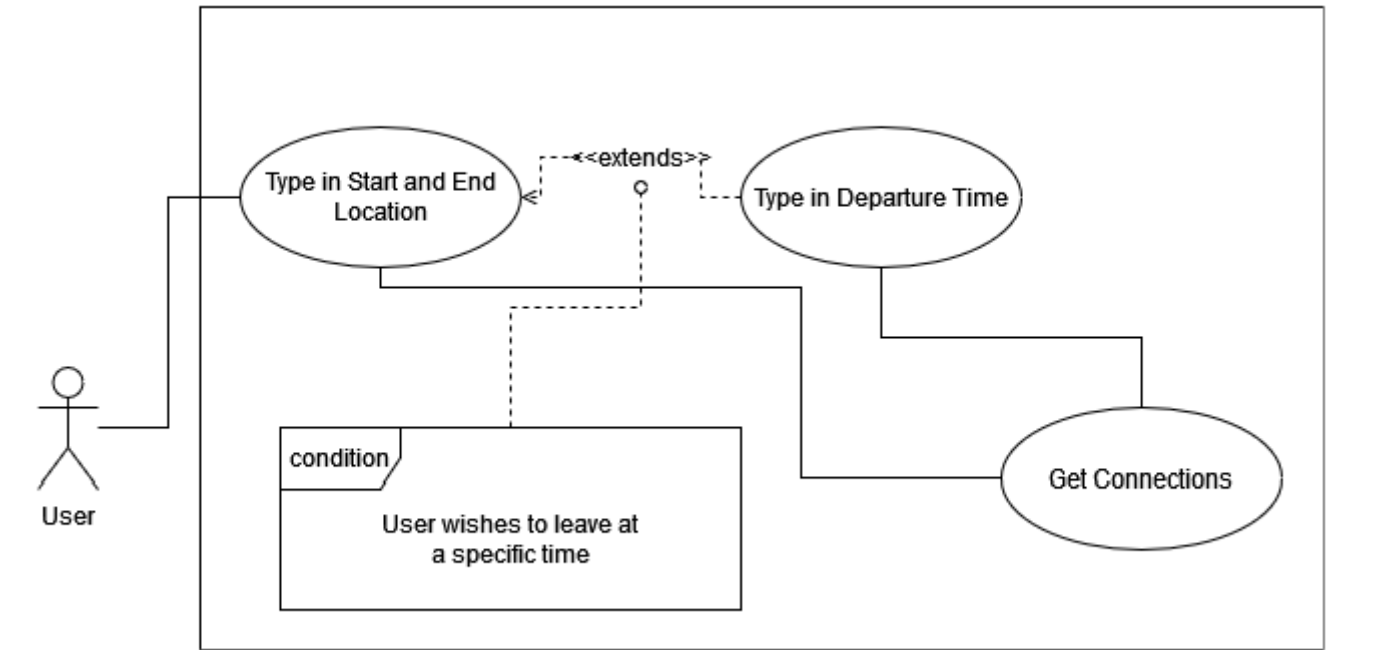 <<extends>>
Type in Start and End
Location
Type in Departure Time
condition
Get Connections
User wishes to leave at
a specific time
User